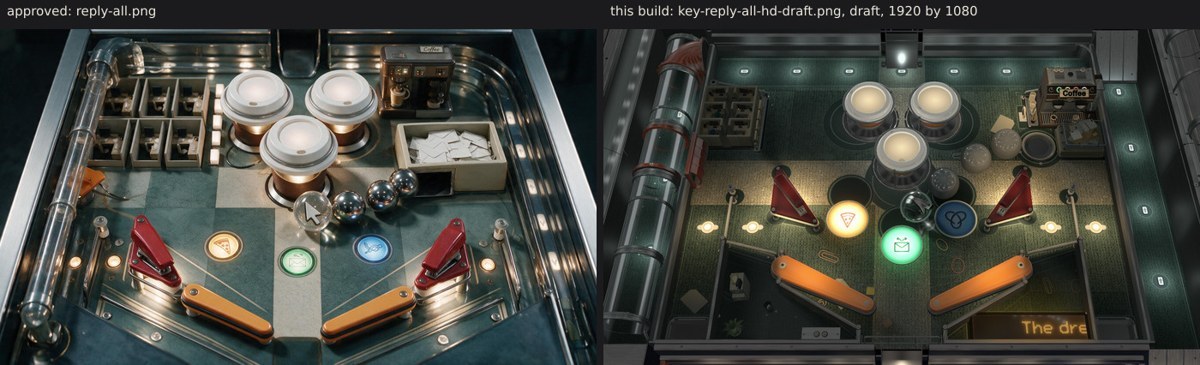 approved: reply-all.png
this build: key-reply-all-hd-draft.png, draft, 1920 by 1080
Coffee
Coffee
The dre